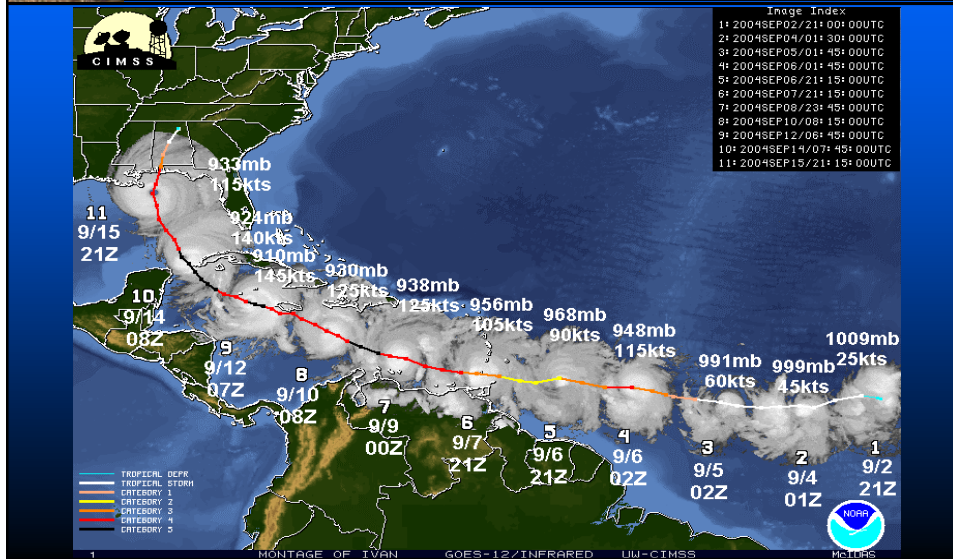 Image Index
1: 2004SEP02/21:00:00UTC
2: 2004SEP04/01:30:00UTC
3: 2004SEP05/01:45:00UTC
4: 2004SEP06/01:45:00UTC
5: 2004SEP06/21:15:00UTC
6: 2004SEP07/21:15:00UTC
7: 2004SEP08/23:45:00UTC
8: 2004SEP10/08:15:00UTC
9: 2004SEP12/06:45:00UTC
10: 2004SEP14/07:45:00UTC
11: 2004SEP15/21:15:00UTC
CIMSS
933mb
115kts
924mb
140kts
910mb
145kts
930mb
125kts
938mb
125kts
956mb
105kts
968mb
90kts
948mb
115kts
991mb
60kts
999mb
45kts
1009mb
25kts
11
9/15
21Z
10
9/14
08Z
9
9/12
07Z
8
9/10
08Z
7
9/9
00Z
6
9/7
21Z
5
9/6
21Z
4
9/6
02Z
3
9/5
02Z
2
9/4
01Z
1
9/2
21Z
TROPICAL DEPR
TROPICAL STORM
CATEGORY 1
CATEGORY 2
CATEGORY 3
CATEGORY 4
CATEGORY 5
NOAA
1 MONTAGE OF IVAN GOES-12/INFRARED UW-CIMSS McIDAS